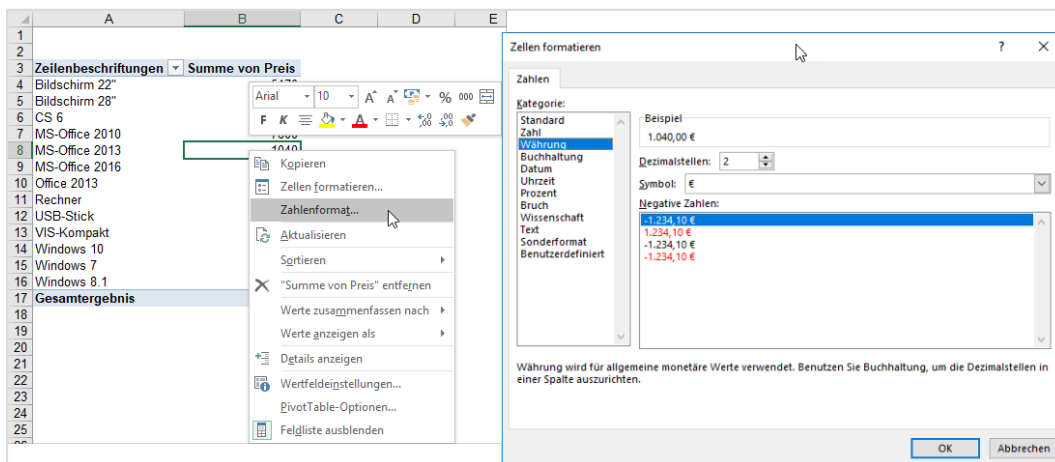 A B C D E
1
2
3 Zeilenbeschriftungen Summe von Preis
4 Bildschirm 22"
5 Bildschirm 28"
6 CS 6
7 MS-Office 2010
8 MS-Office 2013 1040
9 MS-Office 2016
10 Office 2013
11 Rechner
12 USB-Stick
13 VIS-Kompakt
14 Windows 10
15 Windows 7
16 Windows 8.1
17 Gesamtergebnis
18
19
20
21
22
23
24
25
Arial 10 A A % 000
F K A
Kopieren
Zellen formatieren...
Zahlenformat...
Aktualisieren
Sortieren
"Summe von Preis" entfernen
Werte zusammenfassen nach
Werte anzeigen als
Details anzeigen
Wertfeldeinstellungen...
PivotTable-Optionen...
Feldliste ausblenden
Zellen formatieren ?
Zahlen
Kategorie:
Standard
Zahl
Währung
Buchhaltung
Datum
Uhrzeit
Prozent
Bruch
Wissenschaft
Text
Sonderformat
Benutzerdefiniert
Beispiel
1.040,00 €
Dezimalstellen: 2
Symbol: €
Negative Zahlen:
-1.234,10 €
1.234,10 €
-1.234,10 €
-1.234,10 €
Währung wird für allgemeine monetäre Werte verwendet. Benutzen Sie Buchhaltung, um die Dezimalstellen in
einer Spalte auszurichten.
OK Abbrechen